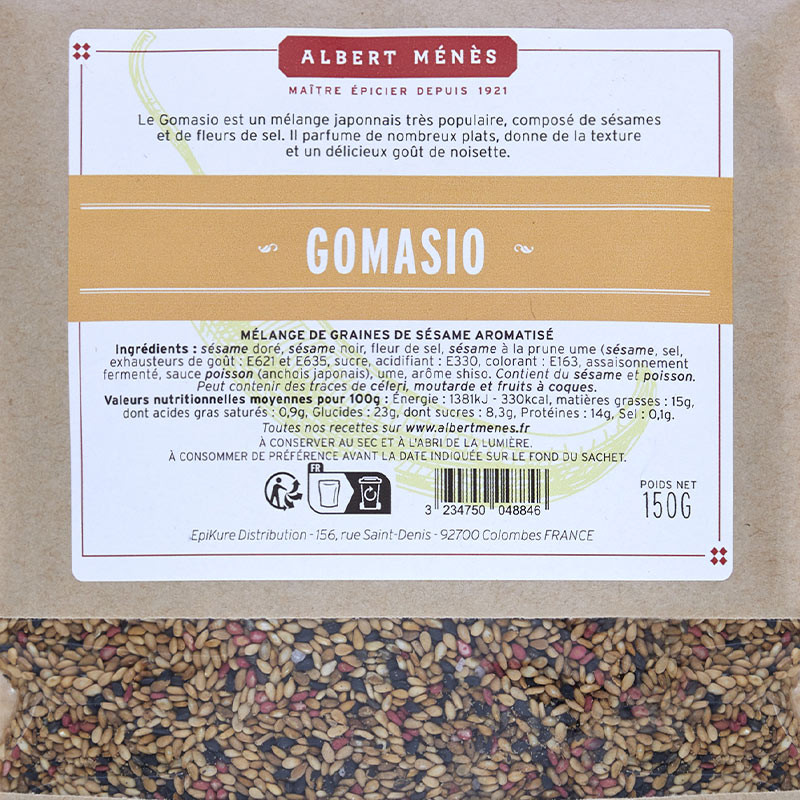 ALBERT MÉNÈS
MAÎTRE ÉPICIER DEPUIS 1921
Le Gomasio est un mélange japonnais très populaire, composé de sésames
et de fleurs de sel. Il parfume de nombreux plats, donne de la texture
et un délicieux goût de noisette.
GOMASIO
MÉLANGE DE GRAINES DE SÉSAME AROMATISÉ
Ingrédients : sésame doré, sésame noir, fleur de sel, sésame à la prune ume (sésame, sel,
exhausteurs de goût : E621 et E635, sucre, acidifiant : E330, colorant : E163, assaisonnement
fermenté, sauce poisson (anchois japonais), ume, arôme shiso. Contient du sésame et poisson.
Peut contenir des traces de céleri, moutarde et fruits à coques.
Valeurs nutritionnelles moyennes pour 100g : Énergie : 1381kJ - 330kcal, matières grasses : 15g,
dont acides gras saturés : 0,9g, Glucides : 23g, dont sucres : 8,3g, Protéines : 14g, Sel : 0,1g.
Toutes nos recettes sur www.albertmenes.fr
À CONSERVER AU SEC ET À L'ABRI DE LA LUMIÈRE.
À CONSOMMER DE PRÉFÉRENCE AVANT LA DATE INDIQUÉE SUR LE FOND DU SACHET.
FR
3 234750 048846
POIDS NET
150G
EpiKure Distribution - 156, rue Saint-Denis - 92700 Colombes FRANCE